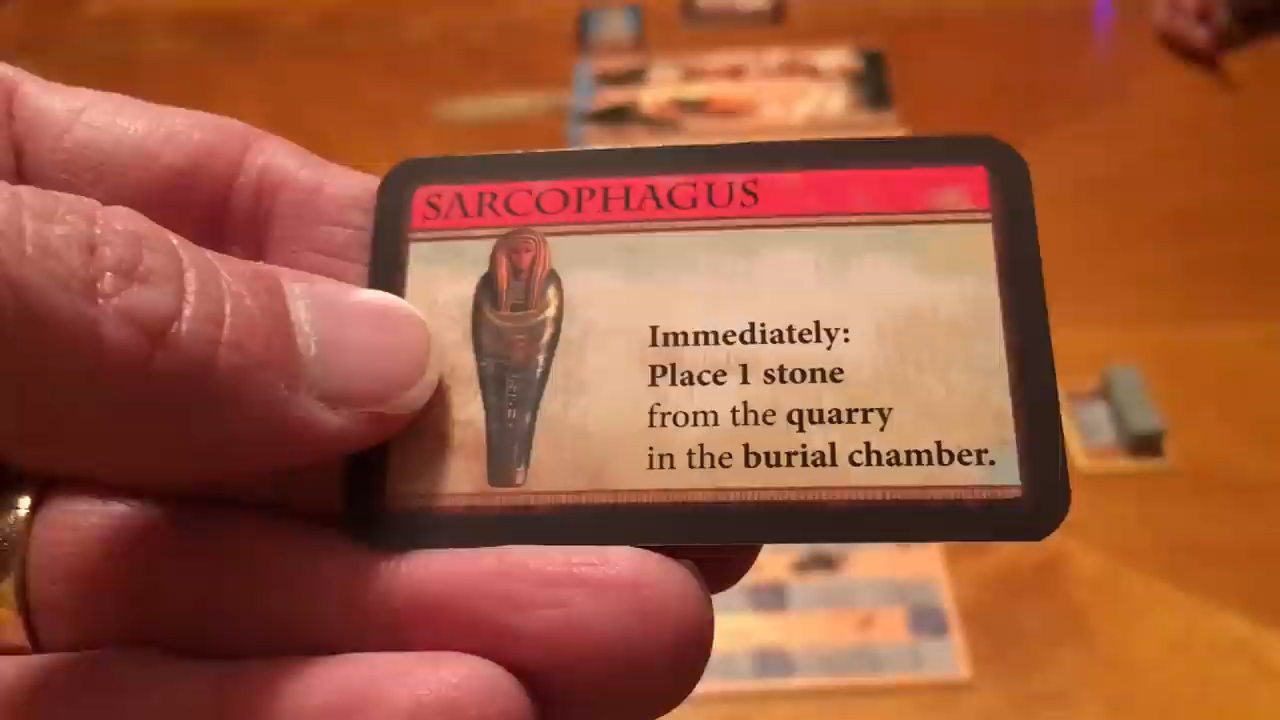 SARCOPHAGUS
Immediately:
Place 1 stone
from the quarry
in the burial chamber.